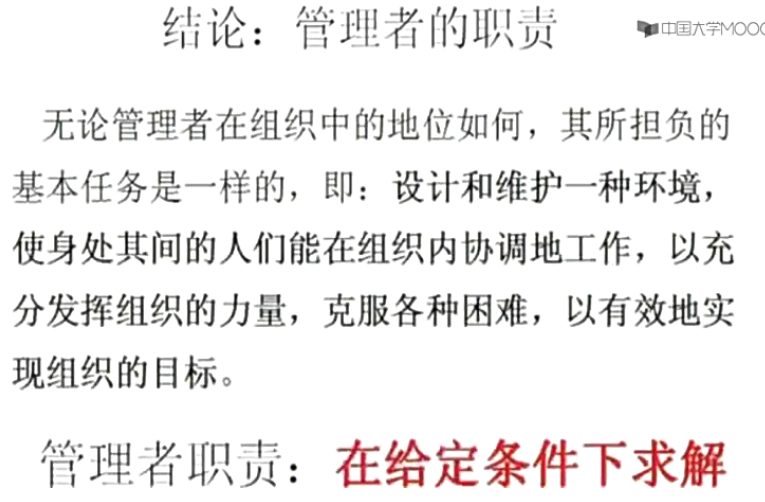 结论：管理者的职责
中国大学MOOC
无论管理者在组织中的地位如何，其所担负的
基本任务是一样的，即：设计和维护一种环境，
使身处其间的人们能在组织内协调地工作，以充
分发挥组织的力量，克服各种困难，以有效地实
现组织的目标。
管理者职责：在给定条件下求解